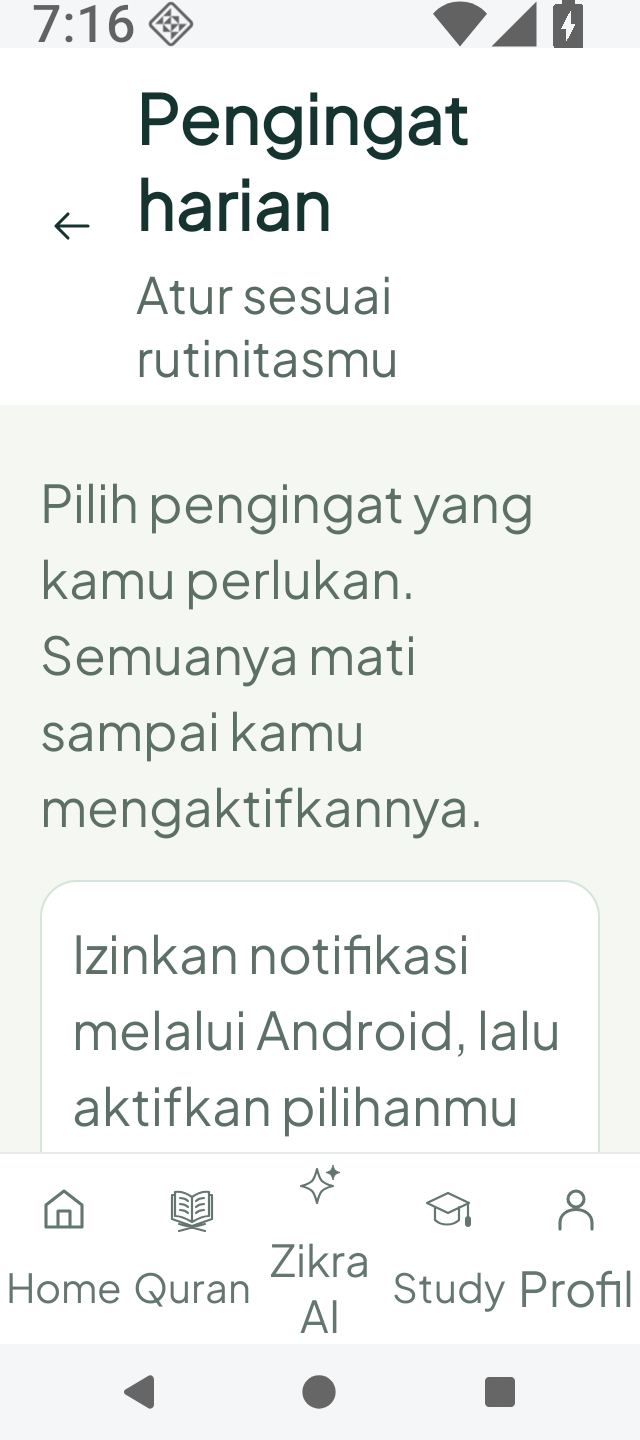 7:16
Pengingat
harian
Atur sesuai
rutinitasmu
Pilih pengingat yang
kamu perlukan.
Semuanya mati
sampai kamu
mengaktifkannya.
Izinkan notifikasi
melalui Android, lalu
aktifkan pilihanmu
Home Quran Zikra AI Study Profil